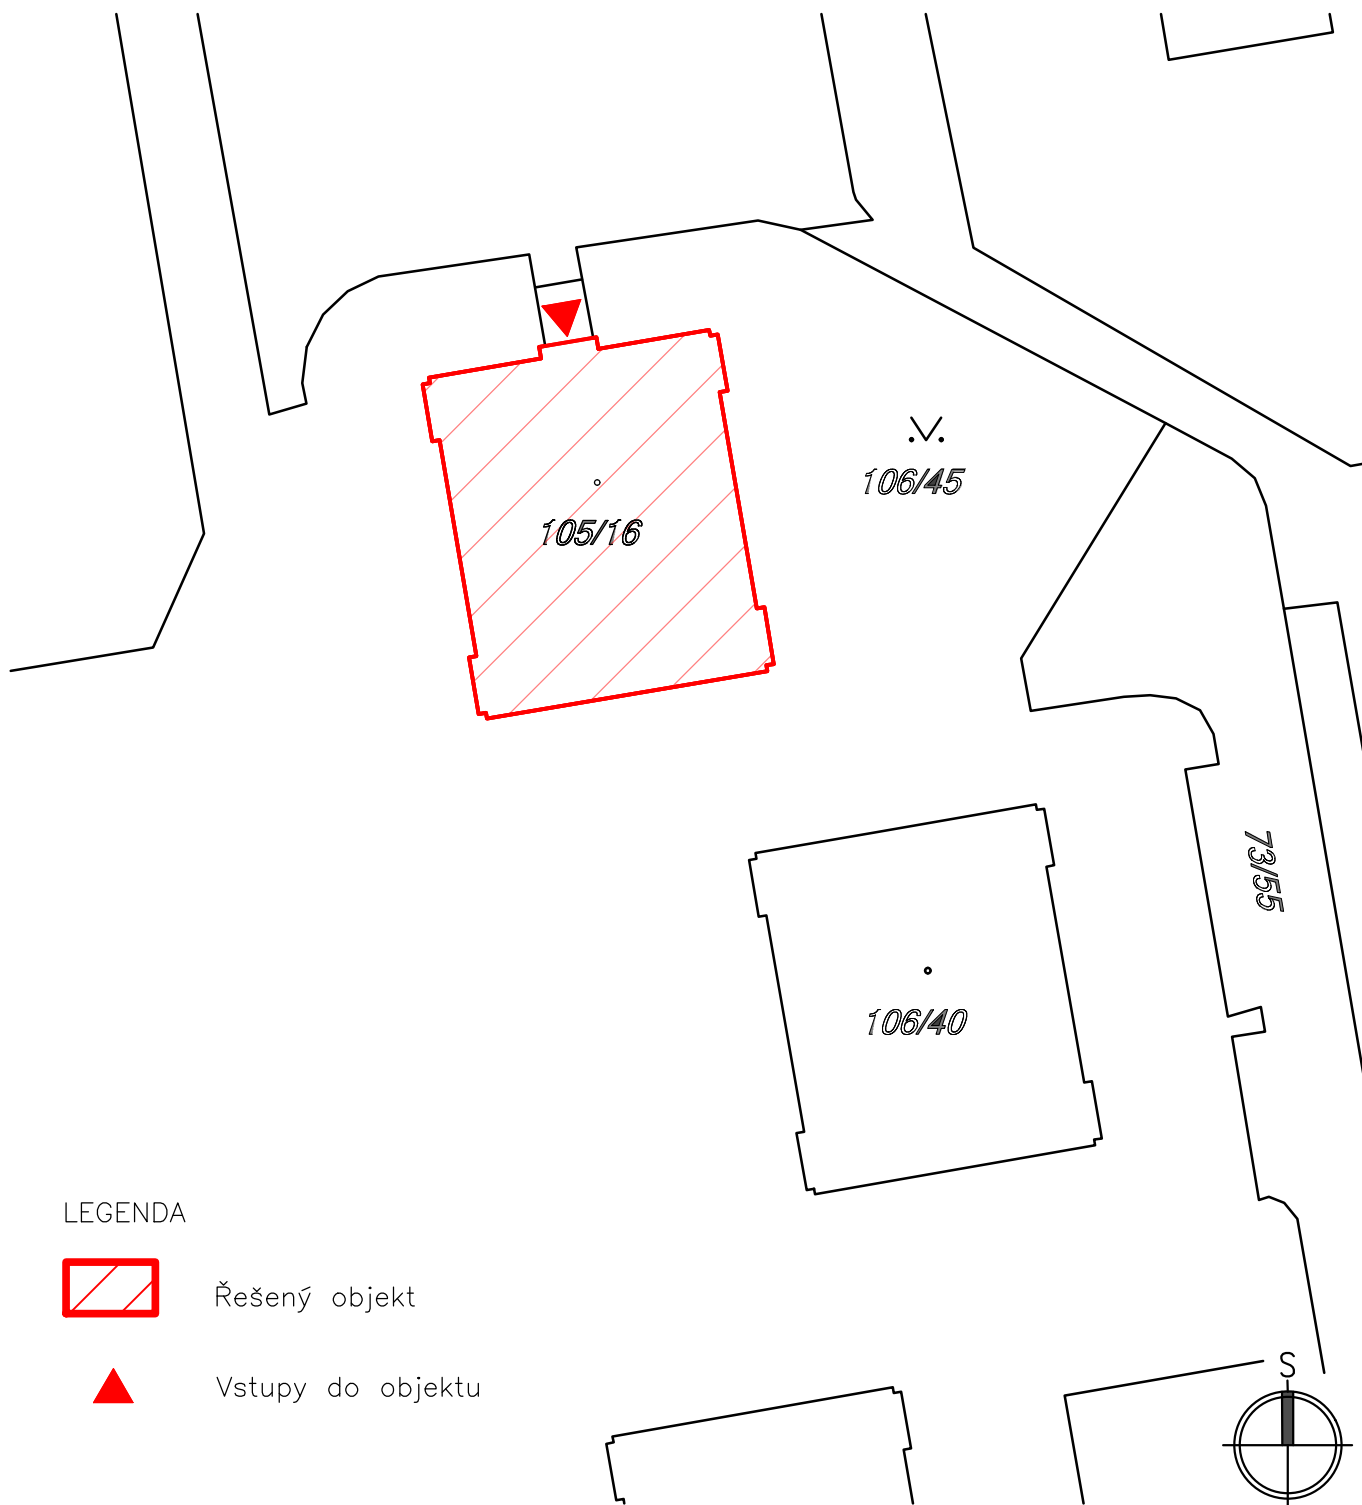 106/45
105/16
73/55
106/40
LEGENDA
Řešený objekt
Vstupy do objektu
S